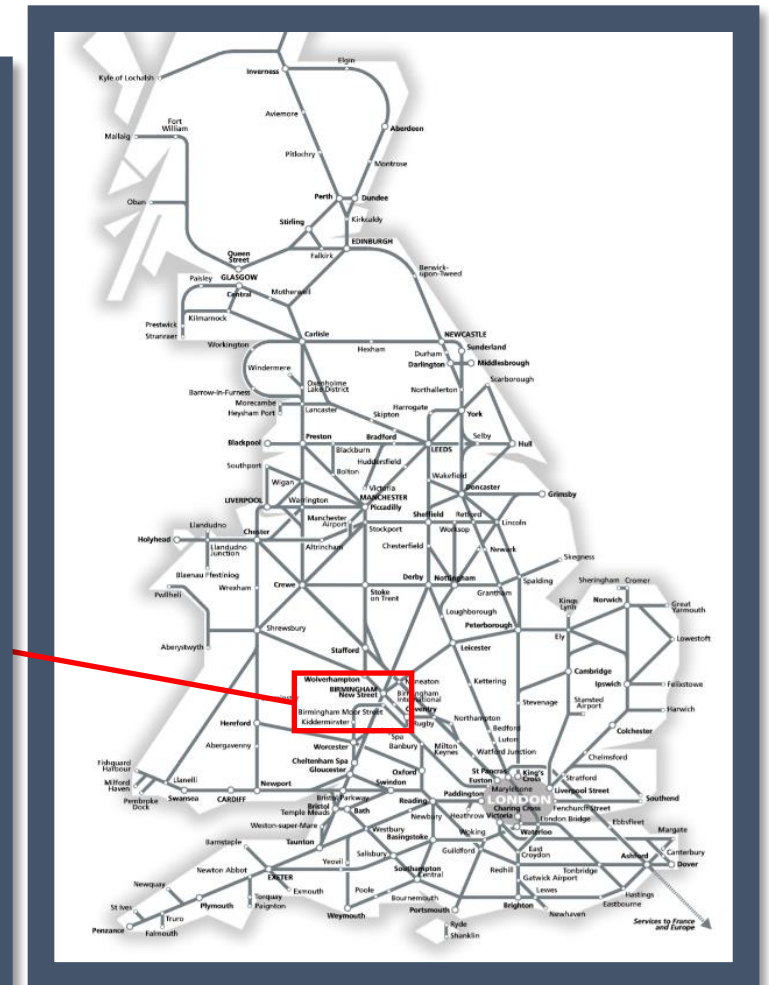 Elgin
Inverness
Kyle of Lochalsh
Aviemore
Fort
William
Mallaig
Aberdeen
Pitlochry
Montrose
Perth
Dundee
Oban
Kirkcaldy
Stirling
EDINBURGH
Queen
Street
Falkirk
GLASGOW
Central
Berwick-
upon-Tweed
Paisley
Motherwell
Kilmarnock
Prestwick
Stranraer
Carlisle
NEWCASTLE
Workington
Hexham
Sunderland
Durham
Darlington
Middlesbrough
Windermere
Oxenholme
Lake District
Northallerton
Scarborough
Barrow-in-Furness
Morecambe
Heysham Port
Lancaster
Harrogate
York
Skipton
Blackpool
Preston
Bradford
Selby
Hull
Blackburn
LEEDS
Southport
Bolton
Huddersfield
Wakefield
Wigan
Victoria
Doncaster
MANCHESTER
Piccadilly
LIVERPOOL
Warrington
Grimsby
Manchester
Airport
Sheffield
Retford
Lincoln
Llandudno
Stockport
Worksop
Holyhead
Chester
Llandudno
Junction
Altrincham
Chesterfield
Newark
Skegness
Blaenau Ffestiniog
Wrexham
Crewe
Stoke
on Trent
Derby
Nottingham
Grantham
Spalding
Sheringham
Cromer
Pwllheli
Kings
Lynn
Norwich
Great
Yarmouth
Loughborough
Peterborough
Ely
Shrewsbury
Stafford
Leicester
Lowestoft
Aberystwyth
Wolverhampton
Nuneaton
Cambridge
BIRMINGHAM
New Street
Birmingham
International
Kettering
Ipswich
Felixstowe
Stansted
Airport
Stevenage
Harwich
Birmingham Moor Street
Coventry
Kidderminster
Rugby
Northampton
Hereford
Spa
Bedford
Colchester
Abergavenny
Worcester
Banbury
Milton
Keynes
Luton
Watford Junction
Chelmsford
Fishguard
Harbour
Cheltenham Spa
Gloucester
Oxford
St Pancras
King's
Cross
Stratford
Milford
Haven
Llanelli
Euston
Swindon
Newport
Pembroke
Dock
Swansea
CARDIFF
Bristol Parkway
Paddington
Marylebone
Liverpool Street
Reading
LONDON
Fenchurch Street
Southend
Bristol
Temple Meads
Bath
Newbury
Heathrow
Victoria
Charing Cross
London Bridge
Ebbsfleet
Weston-super-Mare
Westbury
Basingstoke
Woking
Waterloo
Margate
Barnstaple
Taunton
Salisbury
Guildford
East
Croydon
Canterbury
Newton Abbot
Yeovil
Southampton
Central
Redhill
Tonbridge
Ashford
Dover
EXETER
Gatwick Airport
Newquay
Exmouth
Poole
Lewes
Hastings
Torquay
Paignton
Bournemouth
Eastbourne
St Ives
Plymouth
Weymouth
Portsmouth
Brighton
Newhaven
Truro
Penzance
Falmouth
Ryde
Shanklin
Services to France
and Europe